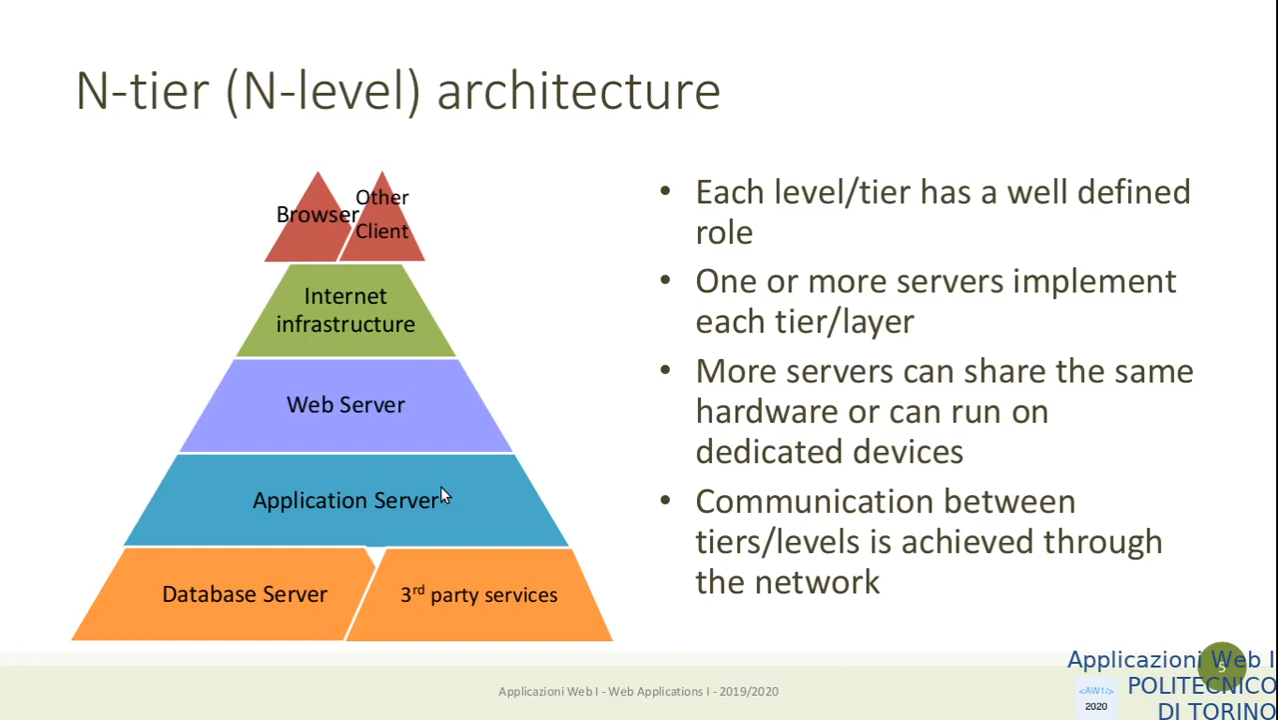 N-tier (N-level) architecture
Browser
Other
Client
Internet
infrastructure
Web Server
Application Server
Database Server
3rd party services
• Each level/tier has a well defined
role
• One or more servers implement
each tier/layer
• More servers can share the same
hardware or can run on
dedicated devices
• Communication between
tiers/levels is achieved through
the network
Applicazioni Web I - Web Applications I - 2019/2020
5
Applicazioni Web I
POLITECNICO
DI TORINO
<AW1/>
2020